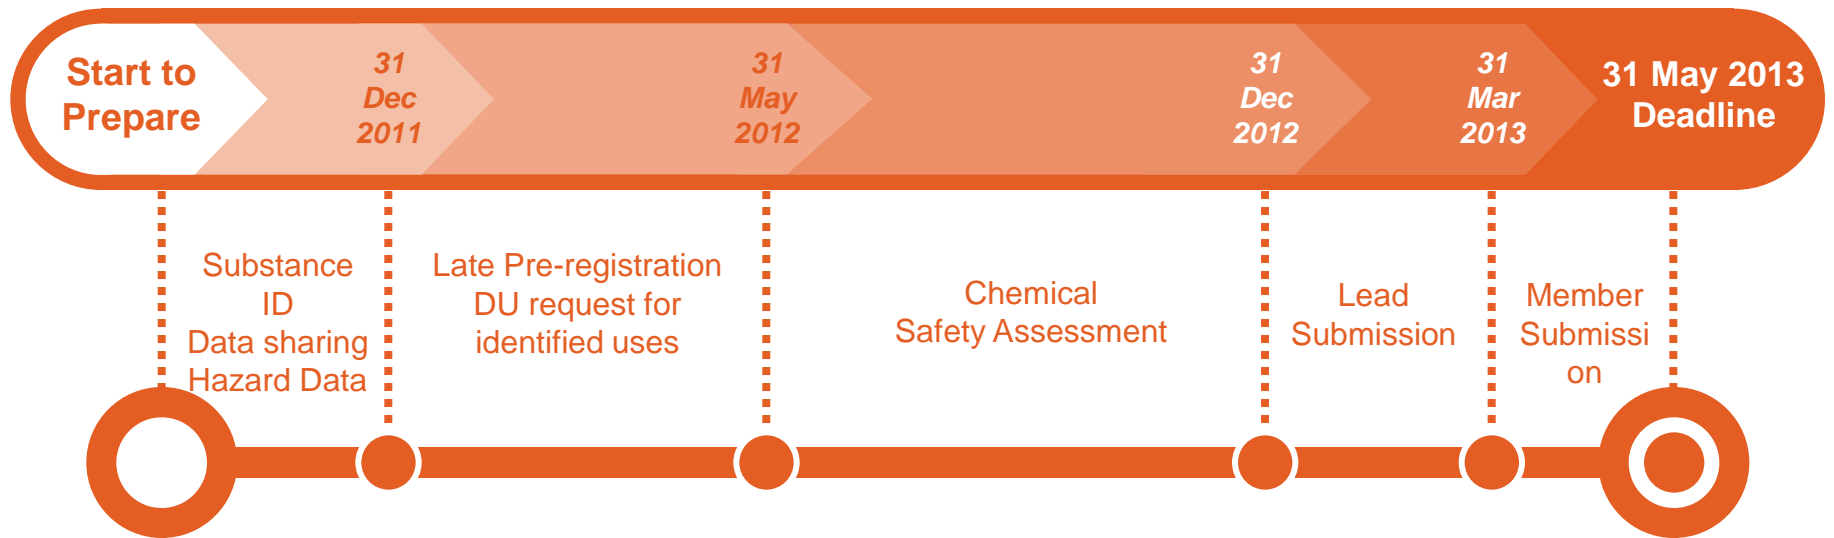 Start to
Prepare
31
Dec
2011
31
May
2012
31
Dec
2012
31
Mar
2013
31 May 2013
Deadline
Substance
ID
Data sharing
Hazard Data
Late Pre-registration
DU request for
identified uses
Chemical
Safety Assessment
Lead
Submission
Member
Submissi
on